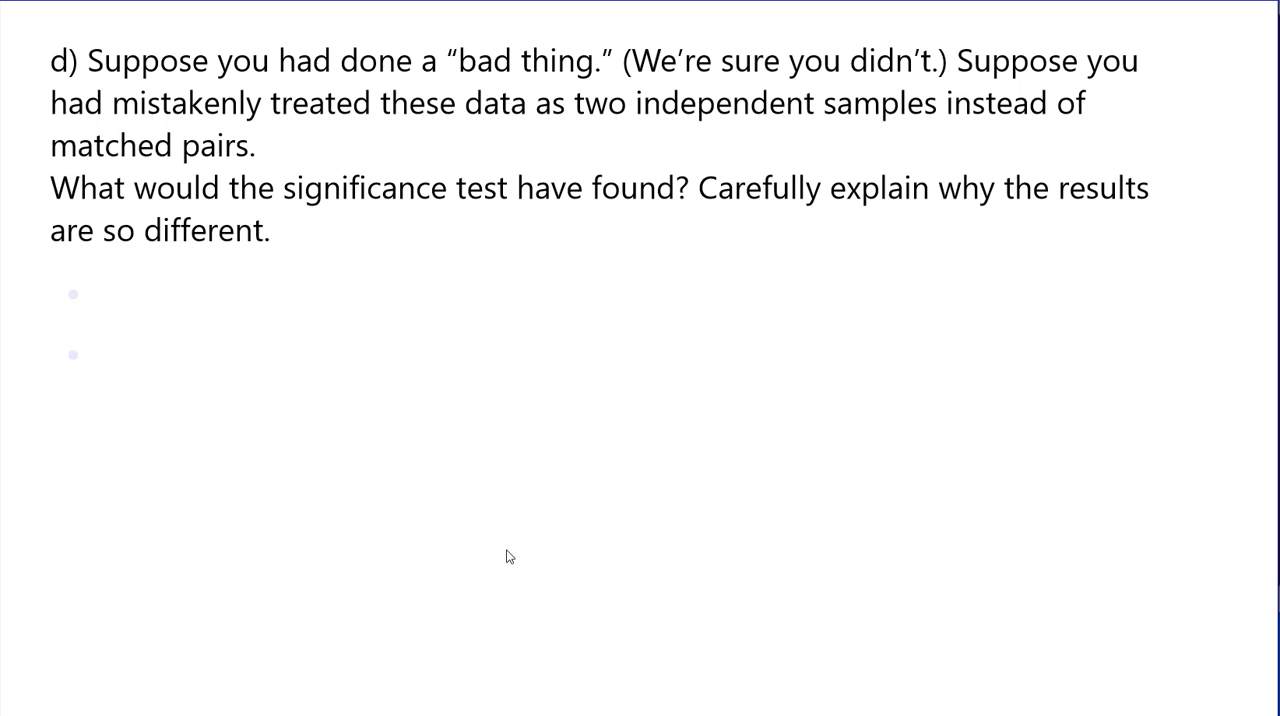 d) Suppose you had done a “bad thing.” (We’re sure you didn’t.) Suppose you
had mistakenly treated these data as two independent samples instead of
matched pairs.
What would the significance test have found? Carefully explain why the results
are so different.